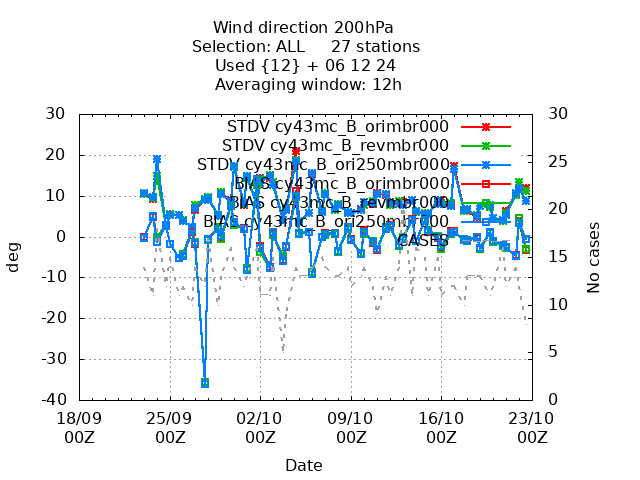 Wind direction 200hPa
Selection: ALL 27 stations
Used {12} + 06 12 24
Averaging window: 12h
30
20
10
0
-10
-20
-30
-40
deg
30
25
20
15
10
5
0
No cases
STDV cy43mc_B_orimbr000
STDV cy43mc_B_revmbr000
STDV cy43mc_B_ori250mbr000
BIAS cy43mc_B_orimbr000
BIAS cy43mc_B_revmbr000
BIAS cy43mc_B_ori250mbr000
CASES
18/09 25/09 02/10 09/10 16/10 23/10
00Z 00Z 00Z 00Z 00Z 00Z
Date